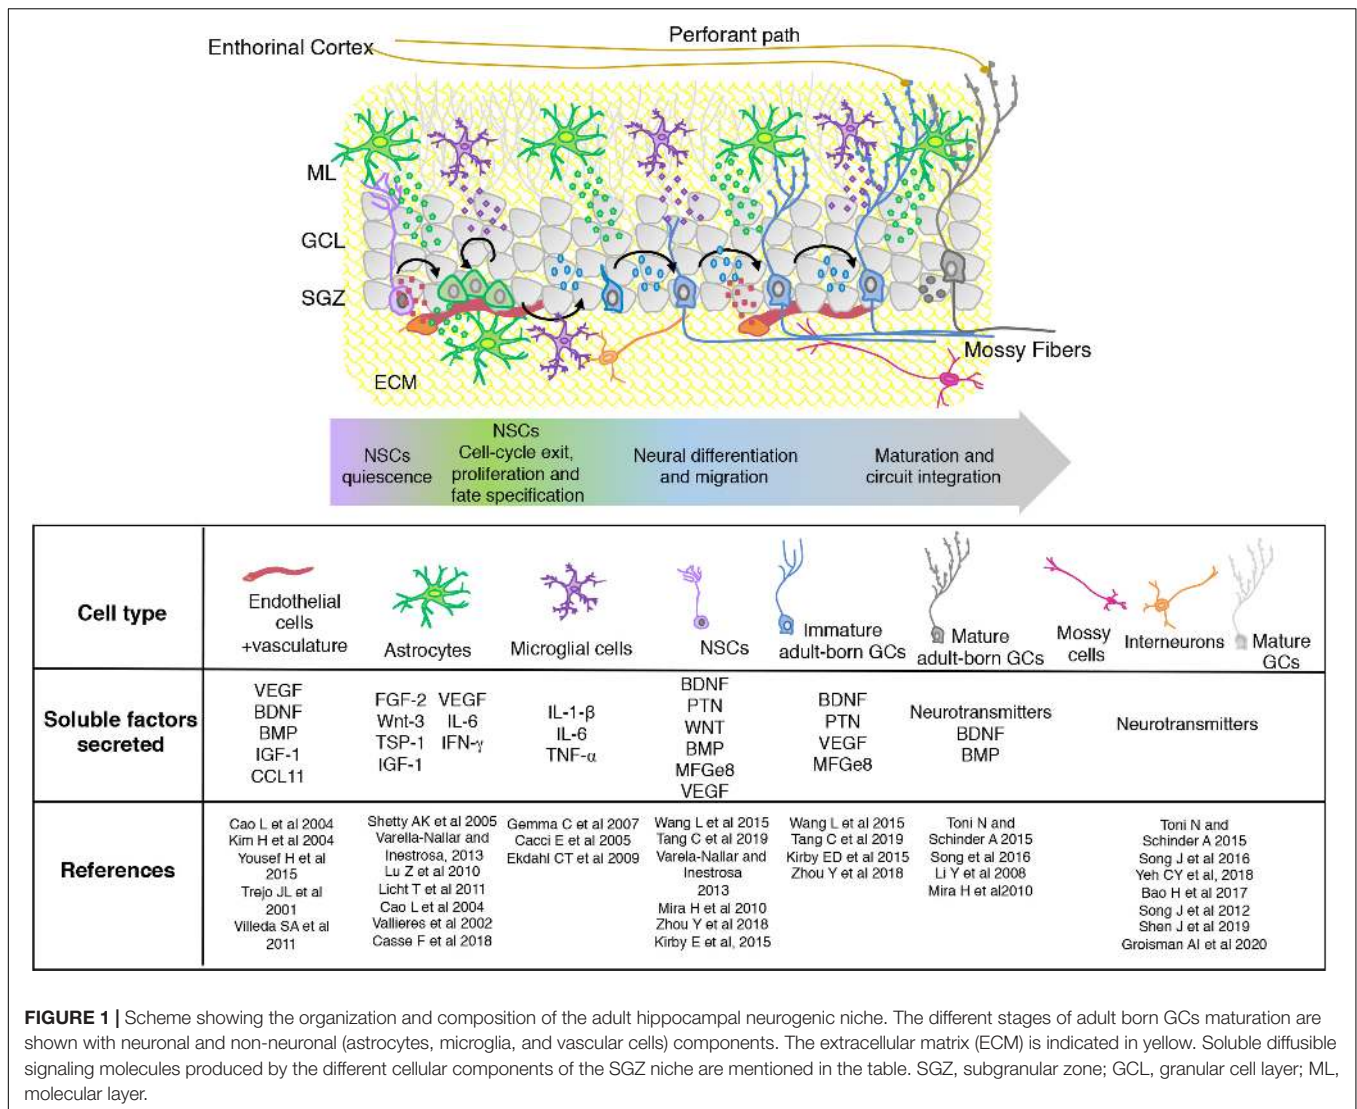 Enthorinal Cortex
Perforant path
ML
GCL
SGZ
ECM
Mossy Fibers
NSCs
quiescence
NSCs
Cell-cycle exit,
proliferation and
fate specification
Neural differentiation
and migration
Maturation and
circuit integration
Cell type
Endothelial
cells
+vasculature
Astrocytes
Microglial cells
NSCs
Immature
adult-born GCs
Mature
adult-born GCs
Mossy
cells
Interneurons
Mature
GCs
Soluble factors
secreted
VEGF
BDNF
BMP
IGF-1
CCL11
FGF-2 VEGF
Wnt-3 IL-6
TSP-1 IFN-γ
IGF-1
IL-1-β
IL-6
TNF-α
BDNF
PTN
WNT
BMP
MFGe8
VEGF
BDNF
PTN
VEGF
MFGe8
Neurotransmitters
BDNF
BMP
Neurotransmitters
References
Cao L et al 2004
Kim H et al 2004
Yousef H et al
2015
Trejo JL et al
2001
Villeda SA et al
2011
Shetty AK et al 2005
Varella-Nallar and
Inestrosa, 2013
Lu Z et al 2010
Licht T et al 2011
Cao L et al 2004
Vallieres et al 2002
Casse F et al 2018
Gemma C et al 2007
Cacci E et al 2005
Ekdahl CT et al 2009
Wang L et al 2015
Tang C et al 2019
Varela-Nallar and
Inestrosa
2013
Mira H et al 2010
Zhou Y et al 2018
Kirby E et al, 2015
Wang L et al 2015
Tang C et al 2019
Kirby ED et al 2015
Zhou Y et al 2018
Toni N and
Schinder A 2015
Song et al 2016
Li Y et al 2008
Mira H et al2010
Toni N and
Schinder A 2015
Song J et al 2016
Yeh CY et al, 2018
Bao H et al 2017
Song J et al 2012
Shen J et al 2019
Groisman AI et al 2020
FIGURE 1 | Scheme showing the organization and composition of the adult hippocampal neurogenic niche. The different stages of adult born GCs maturation are
shown with neuronal and non-neuronal (astrocytes, microglia, and vascular cells) components. The extracellular matrix (ECM) is indicated in yellow. Soluble diffusible
signaling molecules produced by the different cellular components of the SGZ niche are mentioned in the table. SGZ, subgranular zone; GCL, granular cell layer; ML,
molecular layer.